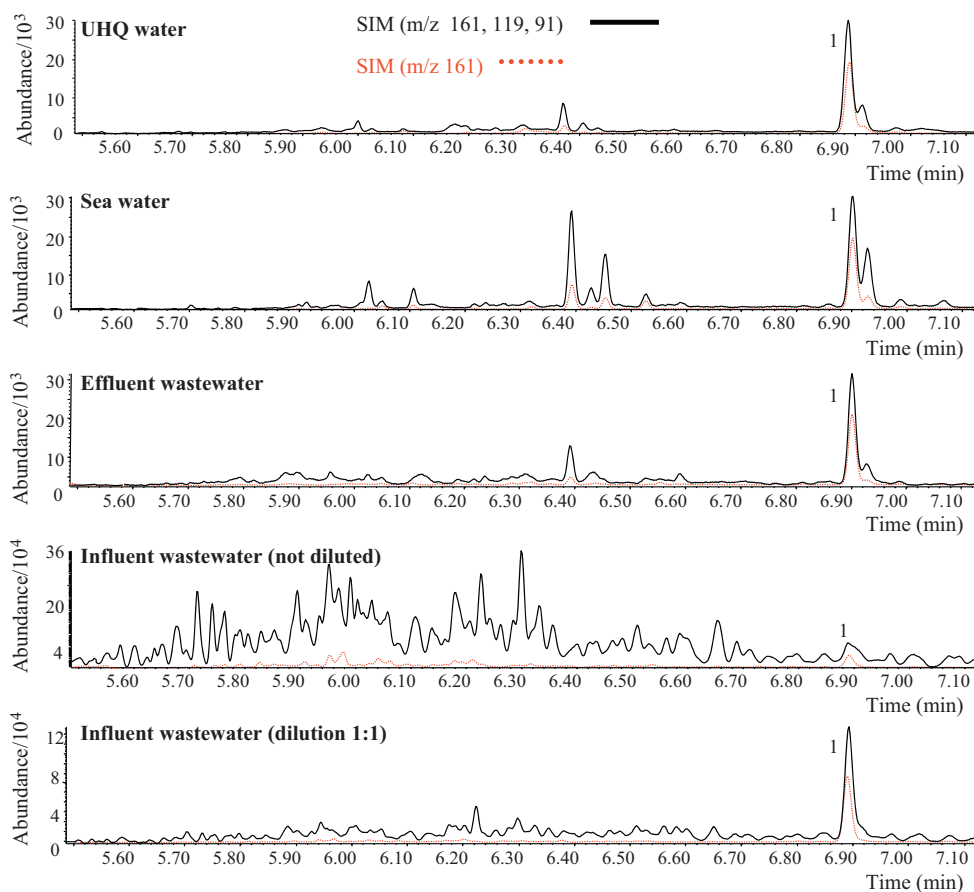 UHQ water
SIM (m/z 161, 119, 91)
SIM (m/z 161)
Abundance/10³
30
20
10
0
1
5.60 5.70 5.80 5.90 6.00 6.10 6.20 6.30 6.40 6.50 6.60 6.70 6.80 6.90 7.00 7.10
Time (min)
Sea water
Abundance/10³
30
20
10
0
1
5.60 5.70 5.80 5.90 6.00 6.10 6.20 6.30 6.40 6.50 6.60 6.70 6.80 6.90 7.00 7.10
Time (min)
Effluent wastewater
Abundance/10³
30
20
10
0
1
5.60 5.70 5.80 5.90 6.00 6.10 6.20 6.30 6.40 6.50 6.60 6.70 6.80 6.90 7.00 7.10
Time (min)
Influent wastewater (not diluted)
Abundance/10⁴
36
20
4
1
5.60 5.70 5.80 5.90 6.00 6.10 6.20 6.30 6.40 6.50 6.60 6.70 6.80 6.90 7.00 7.10
Time (min)
Influent wastewater (dilution 1:1)
Abundance/10⁴
12
8
4
0
1
5.60 5.70 5.80 5.90 6.00 6.10 6.20 6.30 6.40 6.50 6.60 6.70 6.80 6.90 7.00 7.10
Time (min)